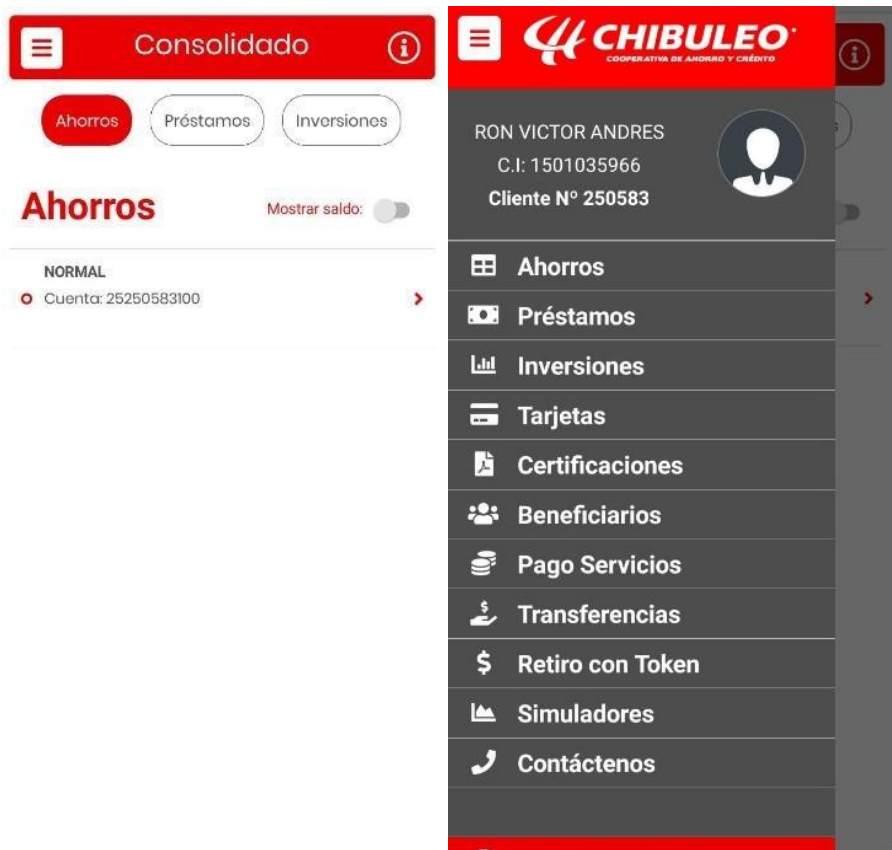 Consolidado
Ahorros
Préstamos
Inversiones
Ahorros
Mostrar saldo:
NORMAL
Cuenta: 25250583100
CHIBULEO
COOPERATIVA DE AHORRO Y CRÉDITO
RON VICTOR ANDRES
C.I: 1501035966
Cliente Nº 250583
Ahorros
Préstamos
Inversiones
Tarjetas
Certificaciones
Beneficiarios
Pago Servicios
Transferencias
Retiro con Token
Simuladores
Contáctenos